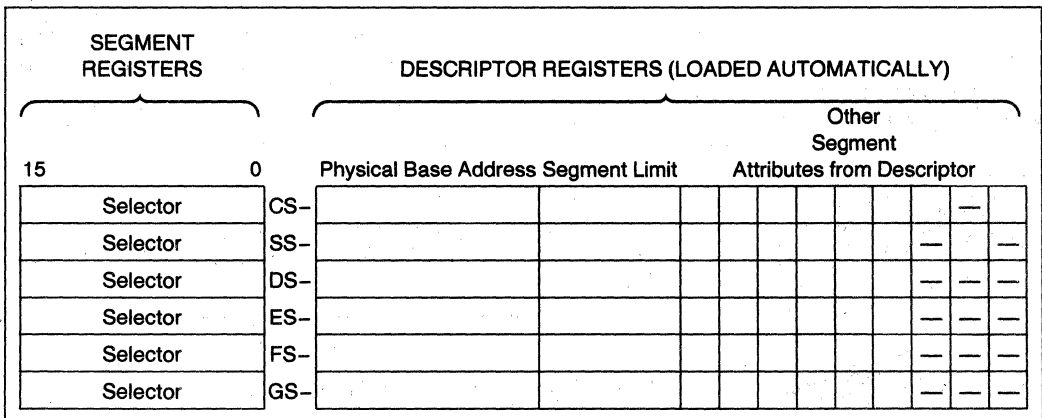 SEGMENT
REGISTERS
DESCRIPTOR REGISTERS (LOADED AUTOMATICALLY)
Other
Segment
15 0 Physical Base Address Segment Limit Attributes from Descriptor
Selector CS– —
Selector SS– — —
Selector DS– — — —
Selector ES– — — —
Selector FS– — — —
Selector GS– — — —